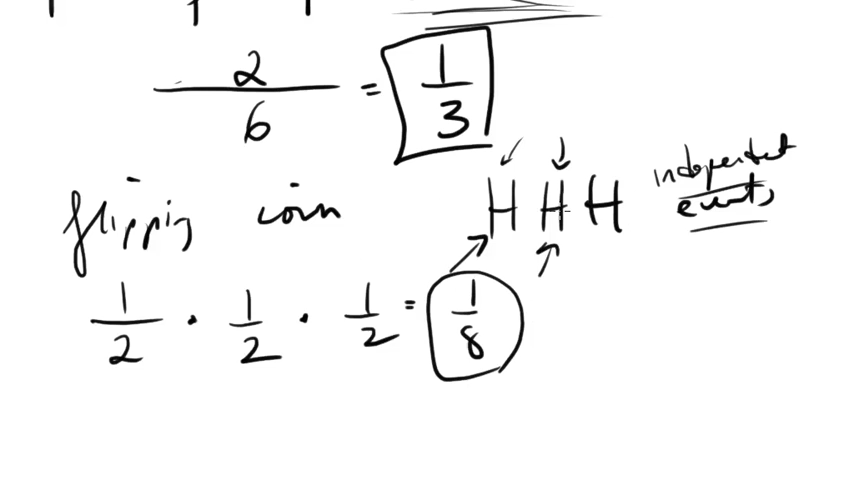 2/6 = 1/3
flipping coin H H H independent events
1/2 · 1/2 · 1/2 = 1/8